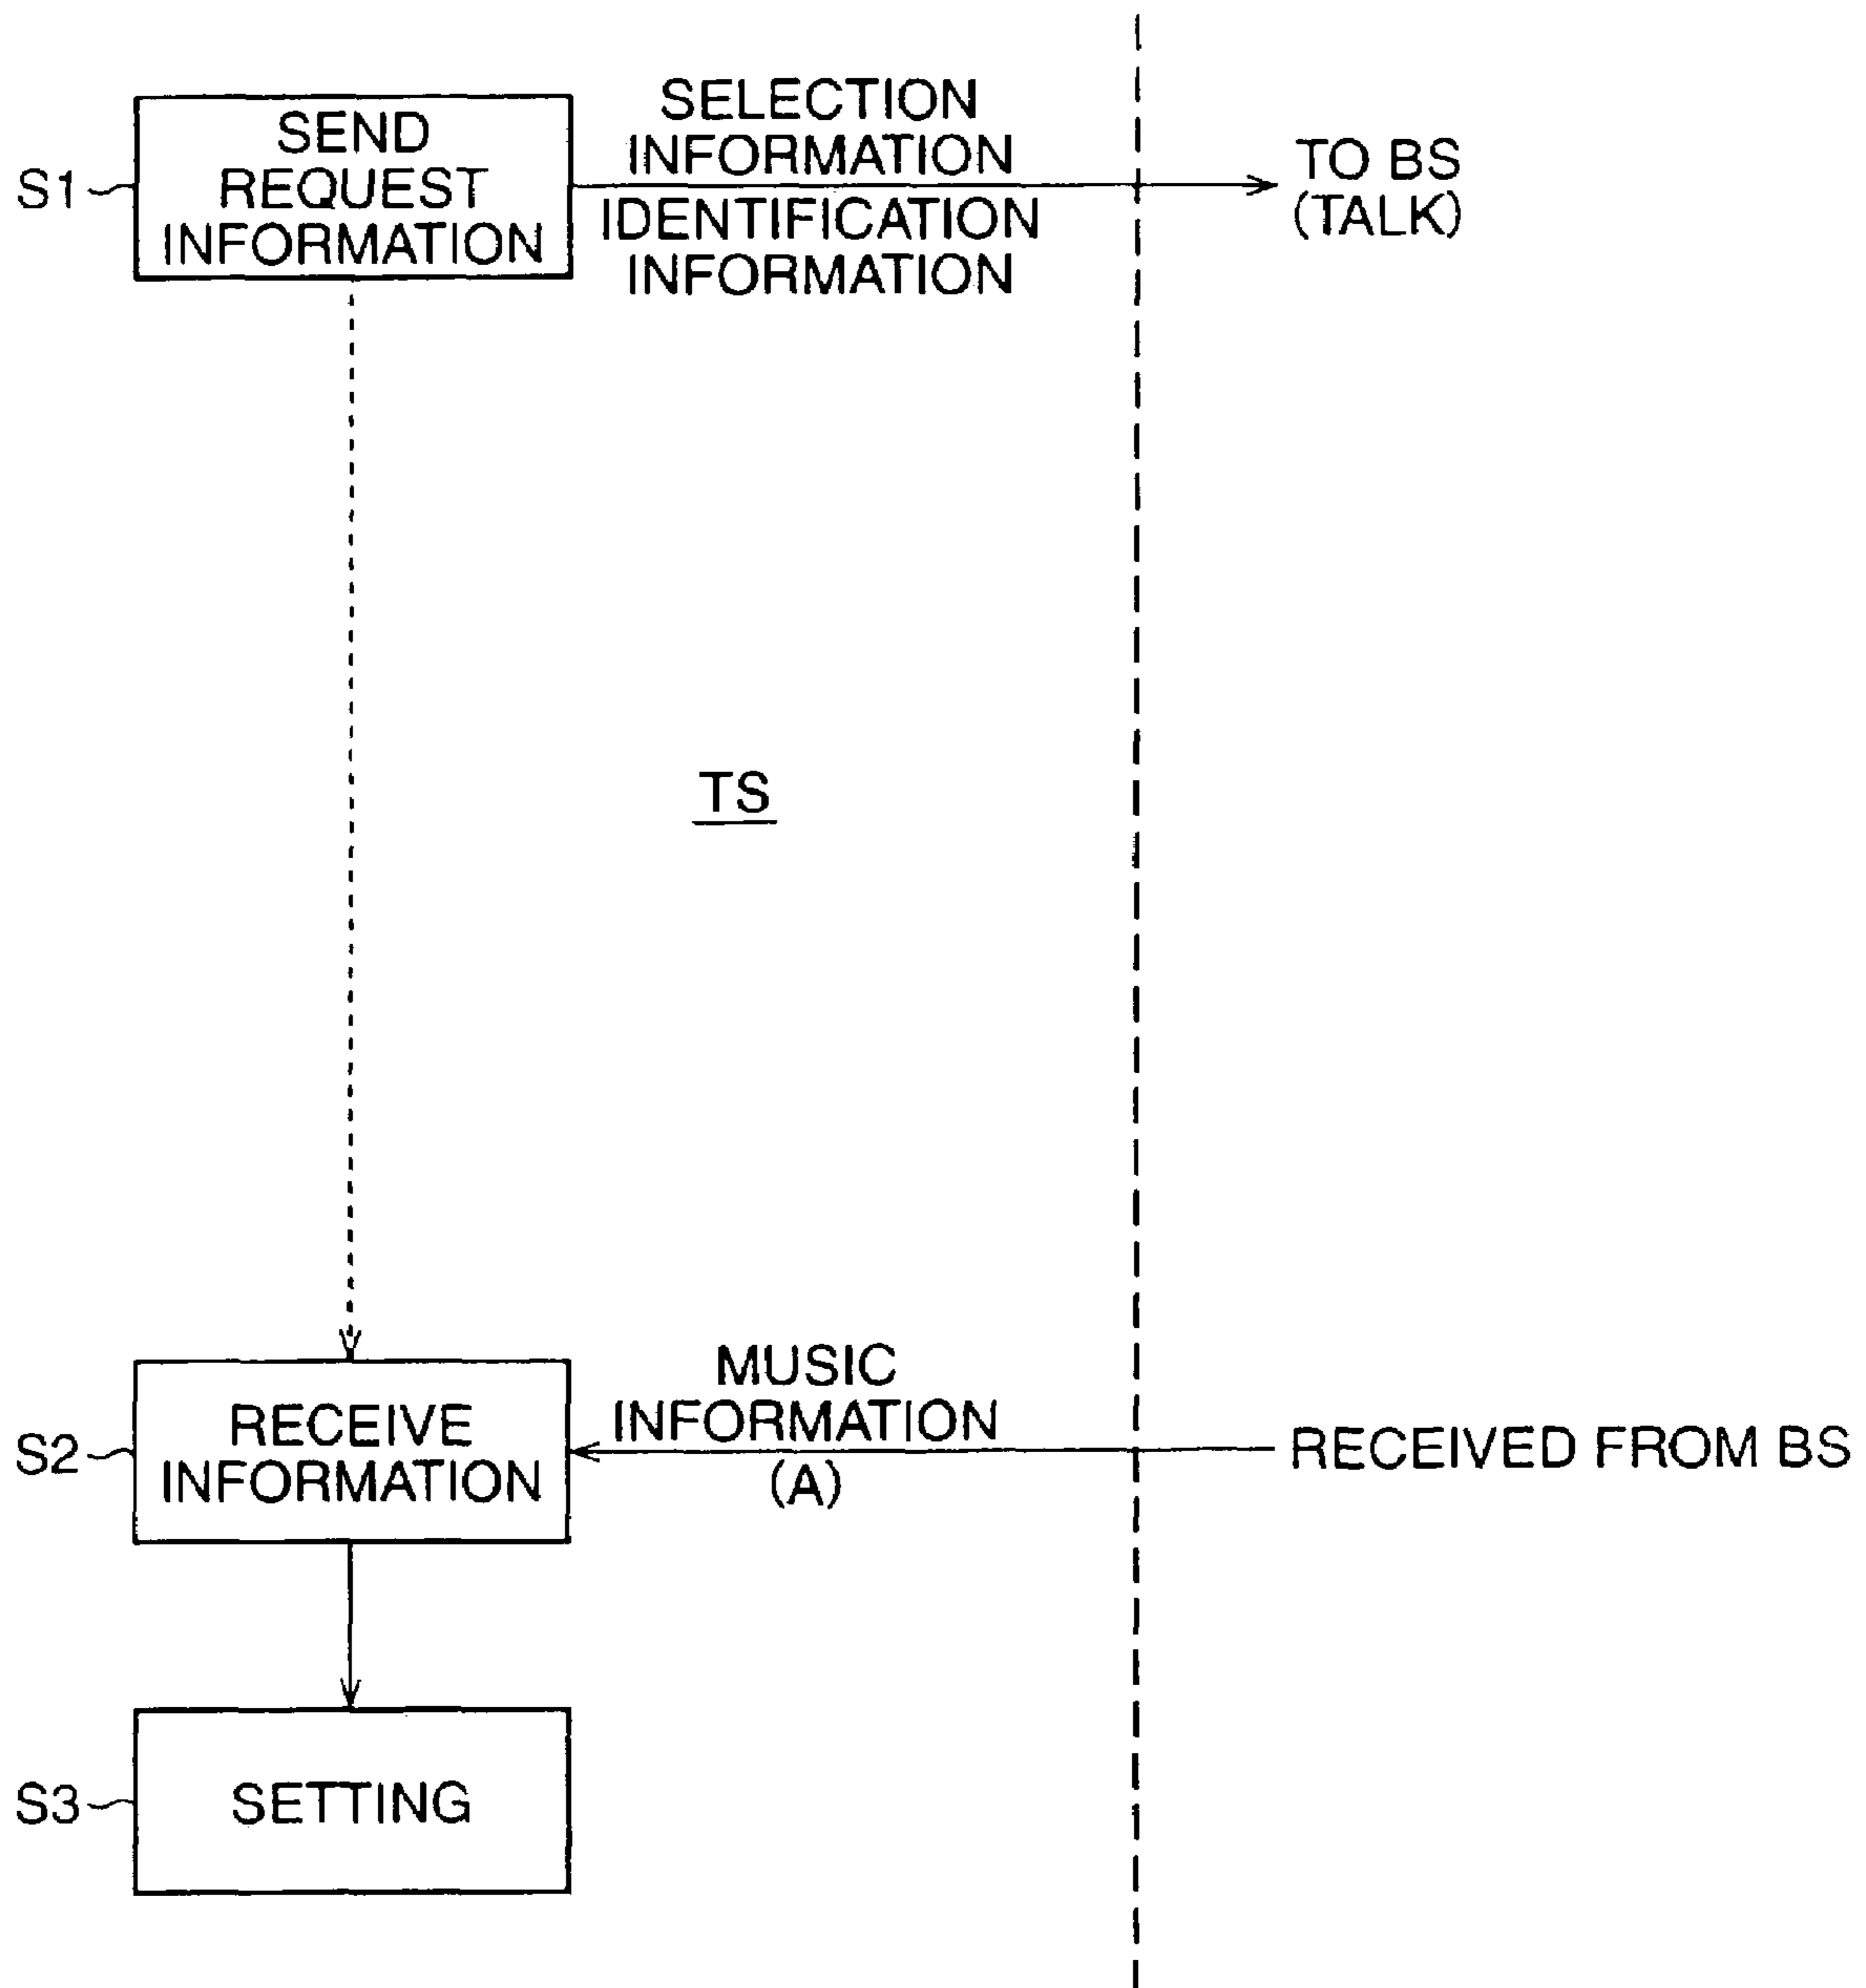 SEND
REQUEST
INFORMATION
S1
SELECTION
INFORMATION
IDENTIFICATION
INFORMATION
TO BS
(TALK)
TS
S2
RECEIVE
INFORMATION
MUSIC
INFORMATION
(A)
RECEIVED FROM BS
S3
SETTING